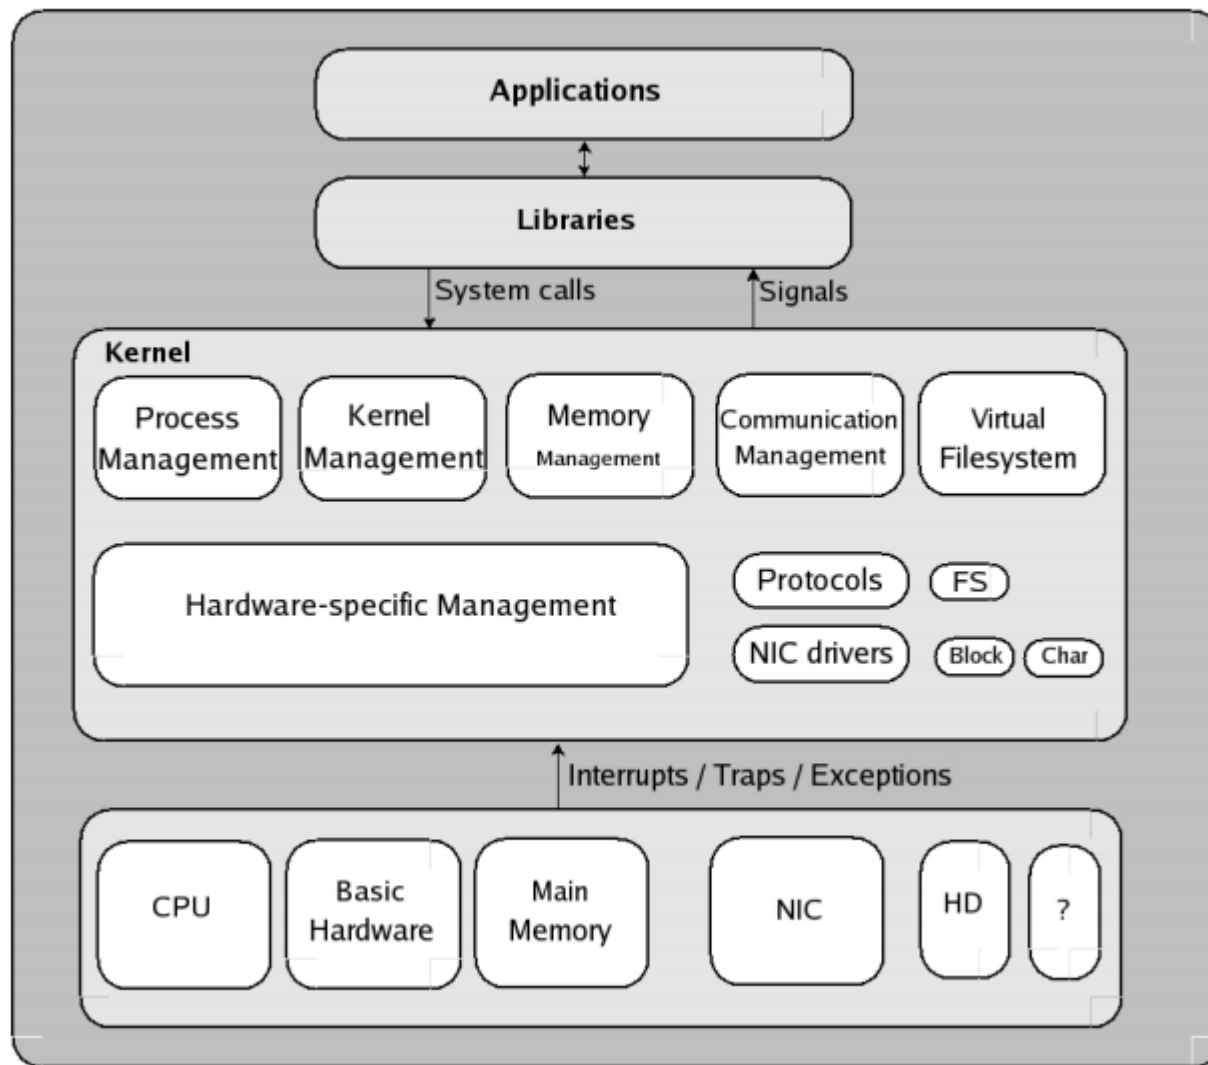 Applications
Libraries
System calls
Signals
Kernel
Process
Management
Kernel
Management
Memory
Management
Communication
Management
Virtual
Filesystem
Hardware-specific Management
Protocols
FS
NIC drivers
Block
Char
Interrupts / Traps / Exceptions
CPU
Basic
Hardware
Main
Memory
NIC
HD
?